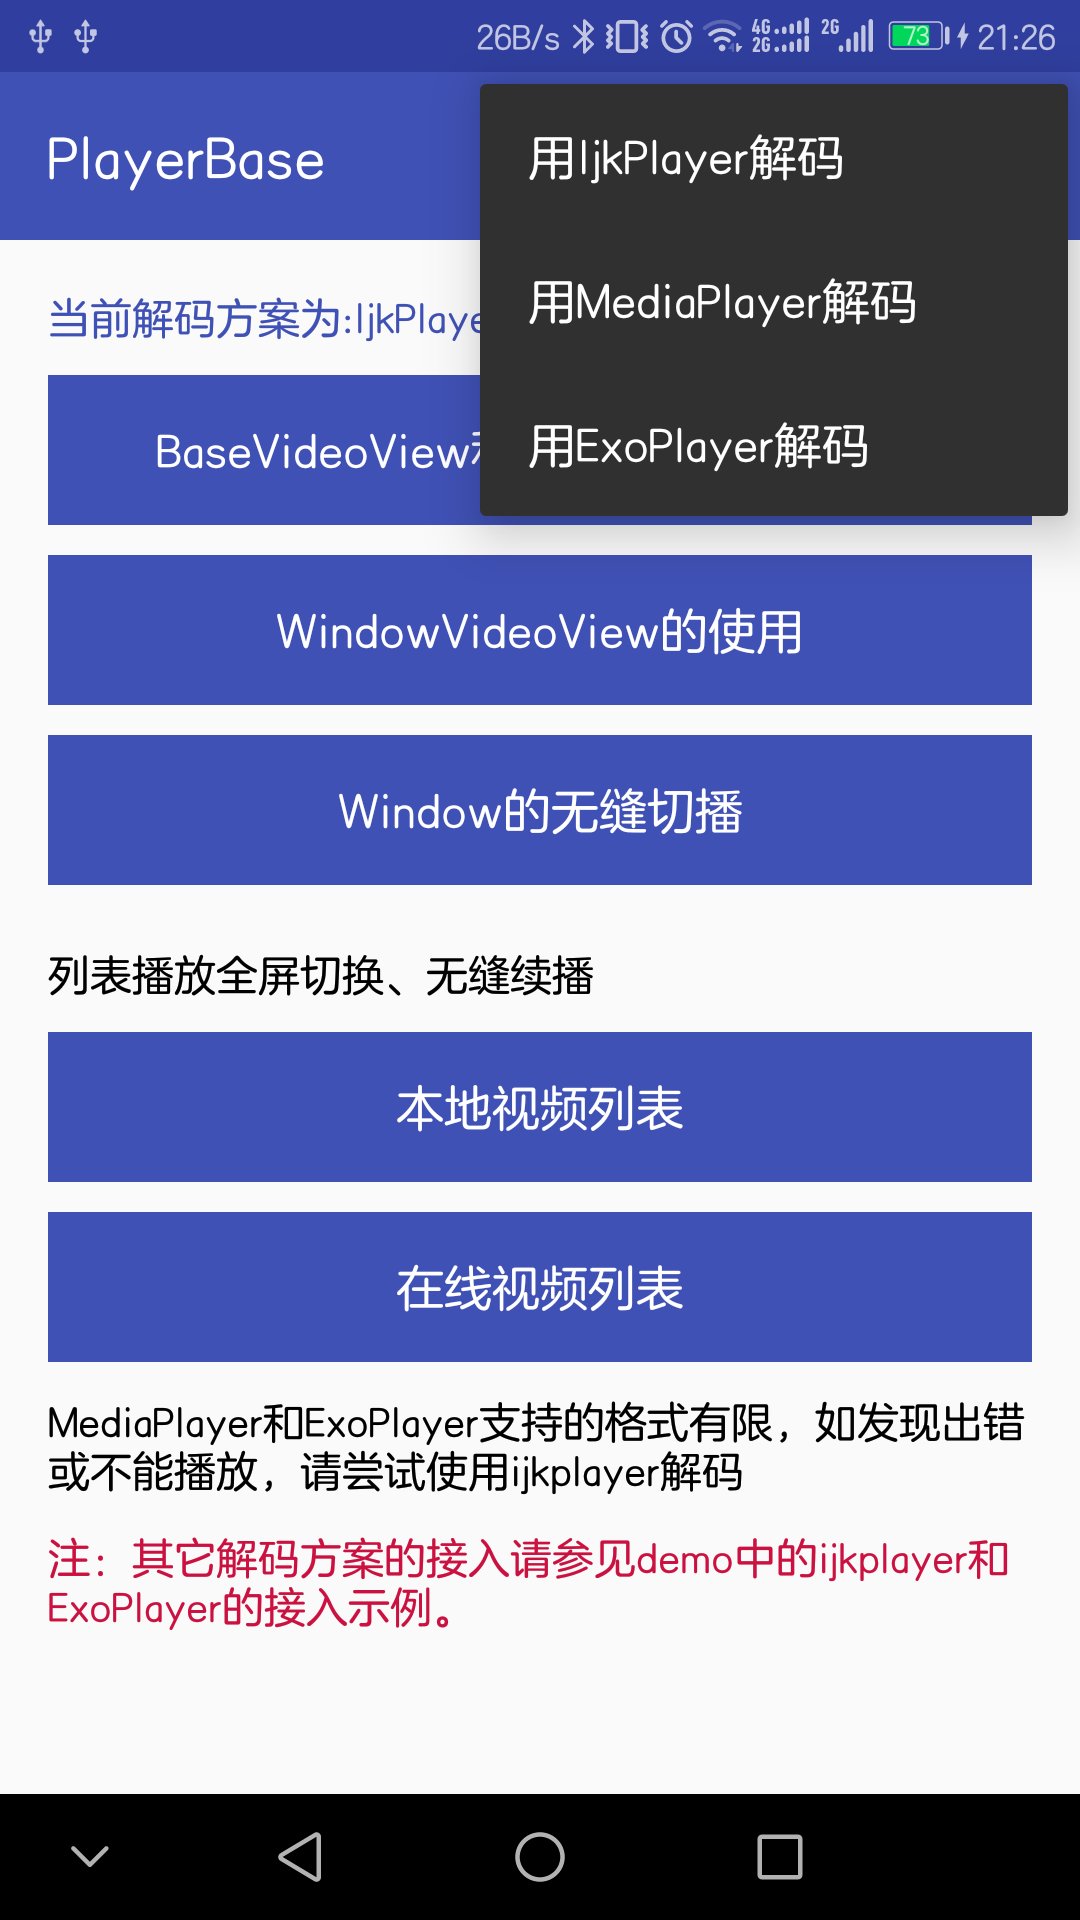 26B/s 4G 2G 2G 73 21:26
PlayerBase
用IjkPlayer解码
用MediaPlayer解码
用ExoPlayer解码
当前解码方案为:IjkPlaye
BaseVideoView
WindowVideoView的使用
Window的无缝切播
列表播放全屏切换、无缝续播
本地视频列表
在线视频列表
MediaPlayer和ExoPlayer支持的格式有限，如发现出错
或不能播放，请尝试使用ijkplayer解码
注：其它解码方案的接入请参见demo中的ijkplayer和
ExoPlayer的接入示例。